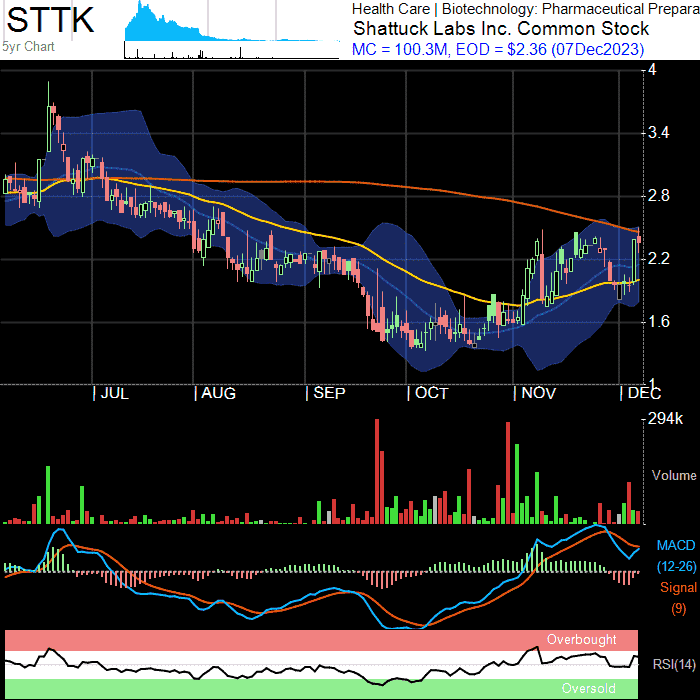 STTK
5yr Chart
Health Care | Biotechnology: Pharmaceutical Prepara
Shattuck Labs Inc. Common Stock
MC = 100.3M, EOD = $2.36 (07Dec2023)
4
3.4
2.8
2.2
1.6
1
JUL
AUG
SEP
OCT
NOV
DEC
294k
Volume
MACD
(12-26)
Signal
(9)
Overbought
RSI(14)
Oversold